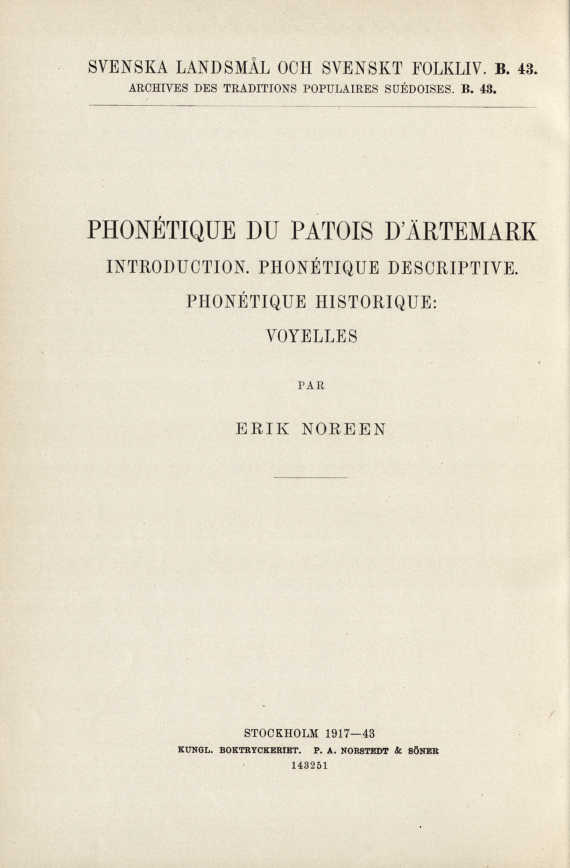 SVENSKA LANDSMÅL OCH SVENSKT FOLKLIV. B. 43.
ARCHIVES DES TRADITIONS POPULAIRES SUÉDOISES. B. 43.
PHONÉTIQUE DU PATOIS D'ÄRTEMARK
INTRODUCTION. PHONÉTIQUE DESCRIPTIVE.
PHONÉTIQUE HISTORIQUE:
VOYELLES
PAR
ERIK NOREEN
STOCKHOLM 1917—43
KUNGL. BOKTRYCKERIET. P. A. NORSTEDT & SÖNER
143251